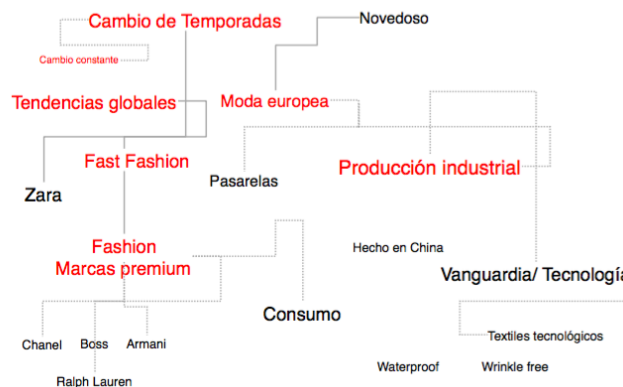 Cambio de Temporadas
Novedoso
Cambio constante
Tendencias globales
Moda europea
Fast Fashion
Producción industrial
Pasarelas
Zara
Fashion
Marcas premium
Hecho en China
Vanguardia/ Tecnología
Consumo
Chanel
Boss
Armani
Textiles tecnológicos
Ralph Lauren
Waterproof
Wrinkle free